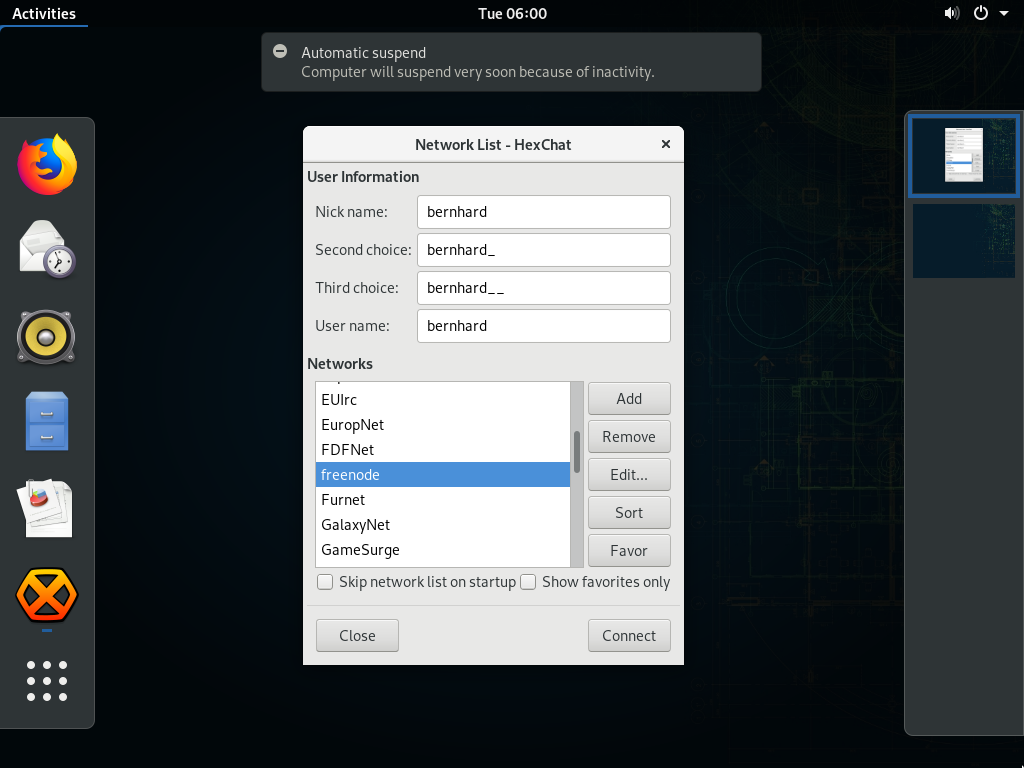 Activities
Tue 06:00
Automatic suspend
Computer will suspend very soon because of inactivity.
Network List - HexChat
User Information
Nick name: bernhard
Second choice: bernhard_
Third choice: bernhard__
User name: bernhard
Networks
EUIrc
EuropNet
FDFNet
freenode
Furnet
GalaxyNet
GameSurge
Add
Remove
Edit...
Sort
Favor
Skip network list on startup
Show favorites only
Close
Connect